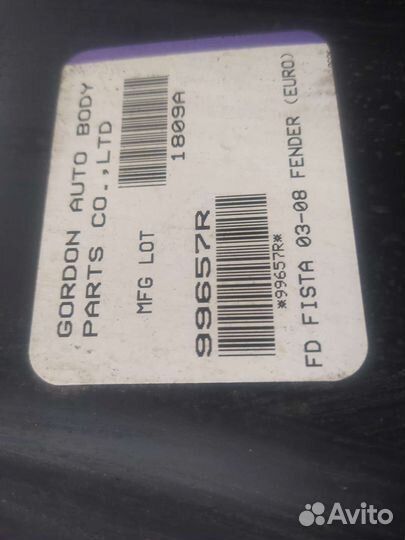 GORDON AUTO BODY
PARTS CO.,LTD
MFG LOT
1809A
99657R
*99657R*
FD FISTA 03-08 FENDER (EURO)
Avito